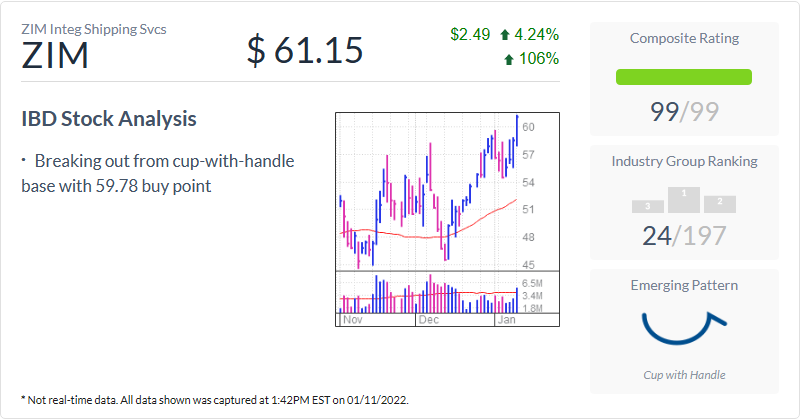 ZIM Integ Shipping Svcs
ZIM
$ 61.15
$2.49 4.24%
106%
IBD Stock Analysis
· Breaking out from cup-with-handle
base with 59.78 buy point
60
57
54
51
48
45
6.5M
3.4M
1.8M
Nov Dec Jan
Composite Rating
99/99
Industry Group Ranking
3 1 2
24/197
Emerging Pattern
Cup with Handle
* Not real-time data. All data shown was captured at 1:42PM EST on 01/11/2022.